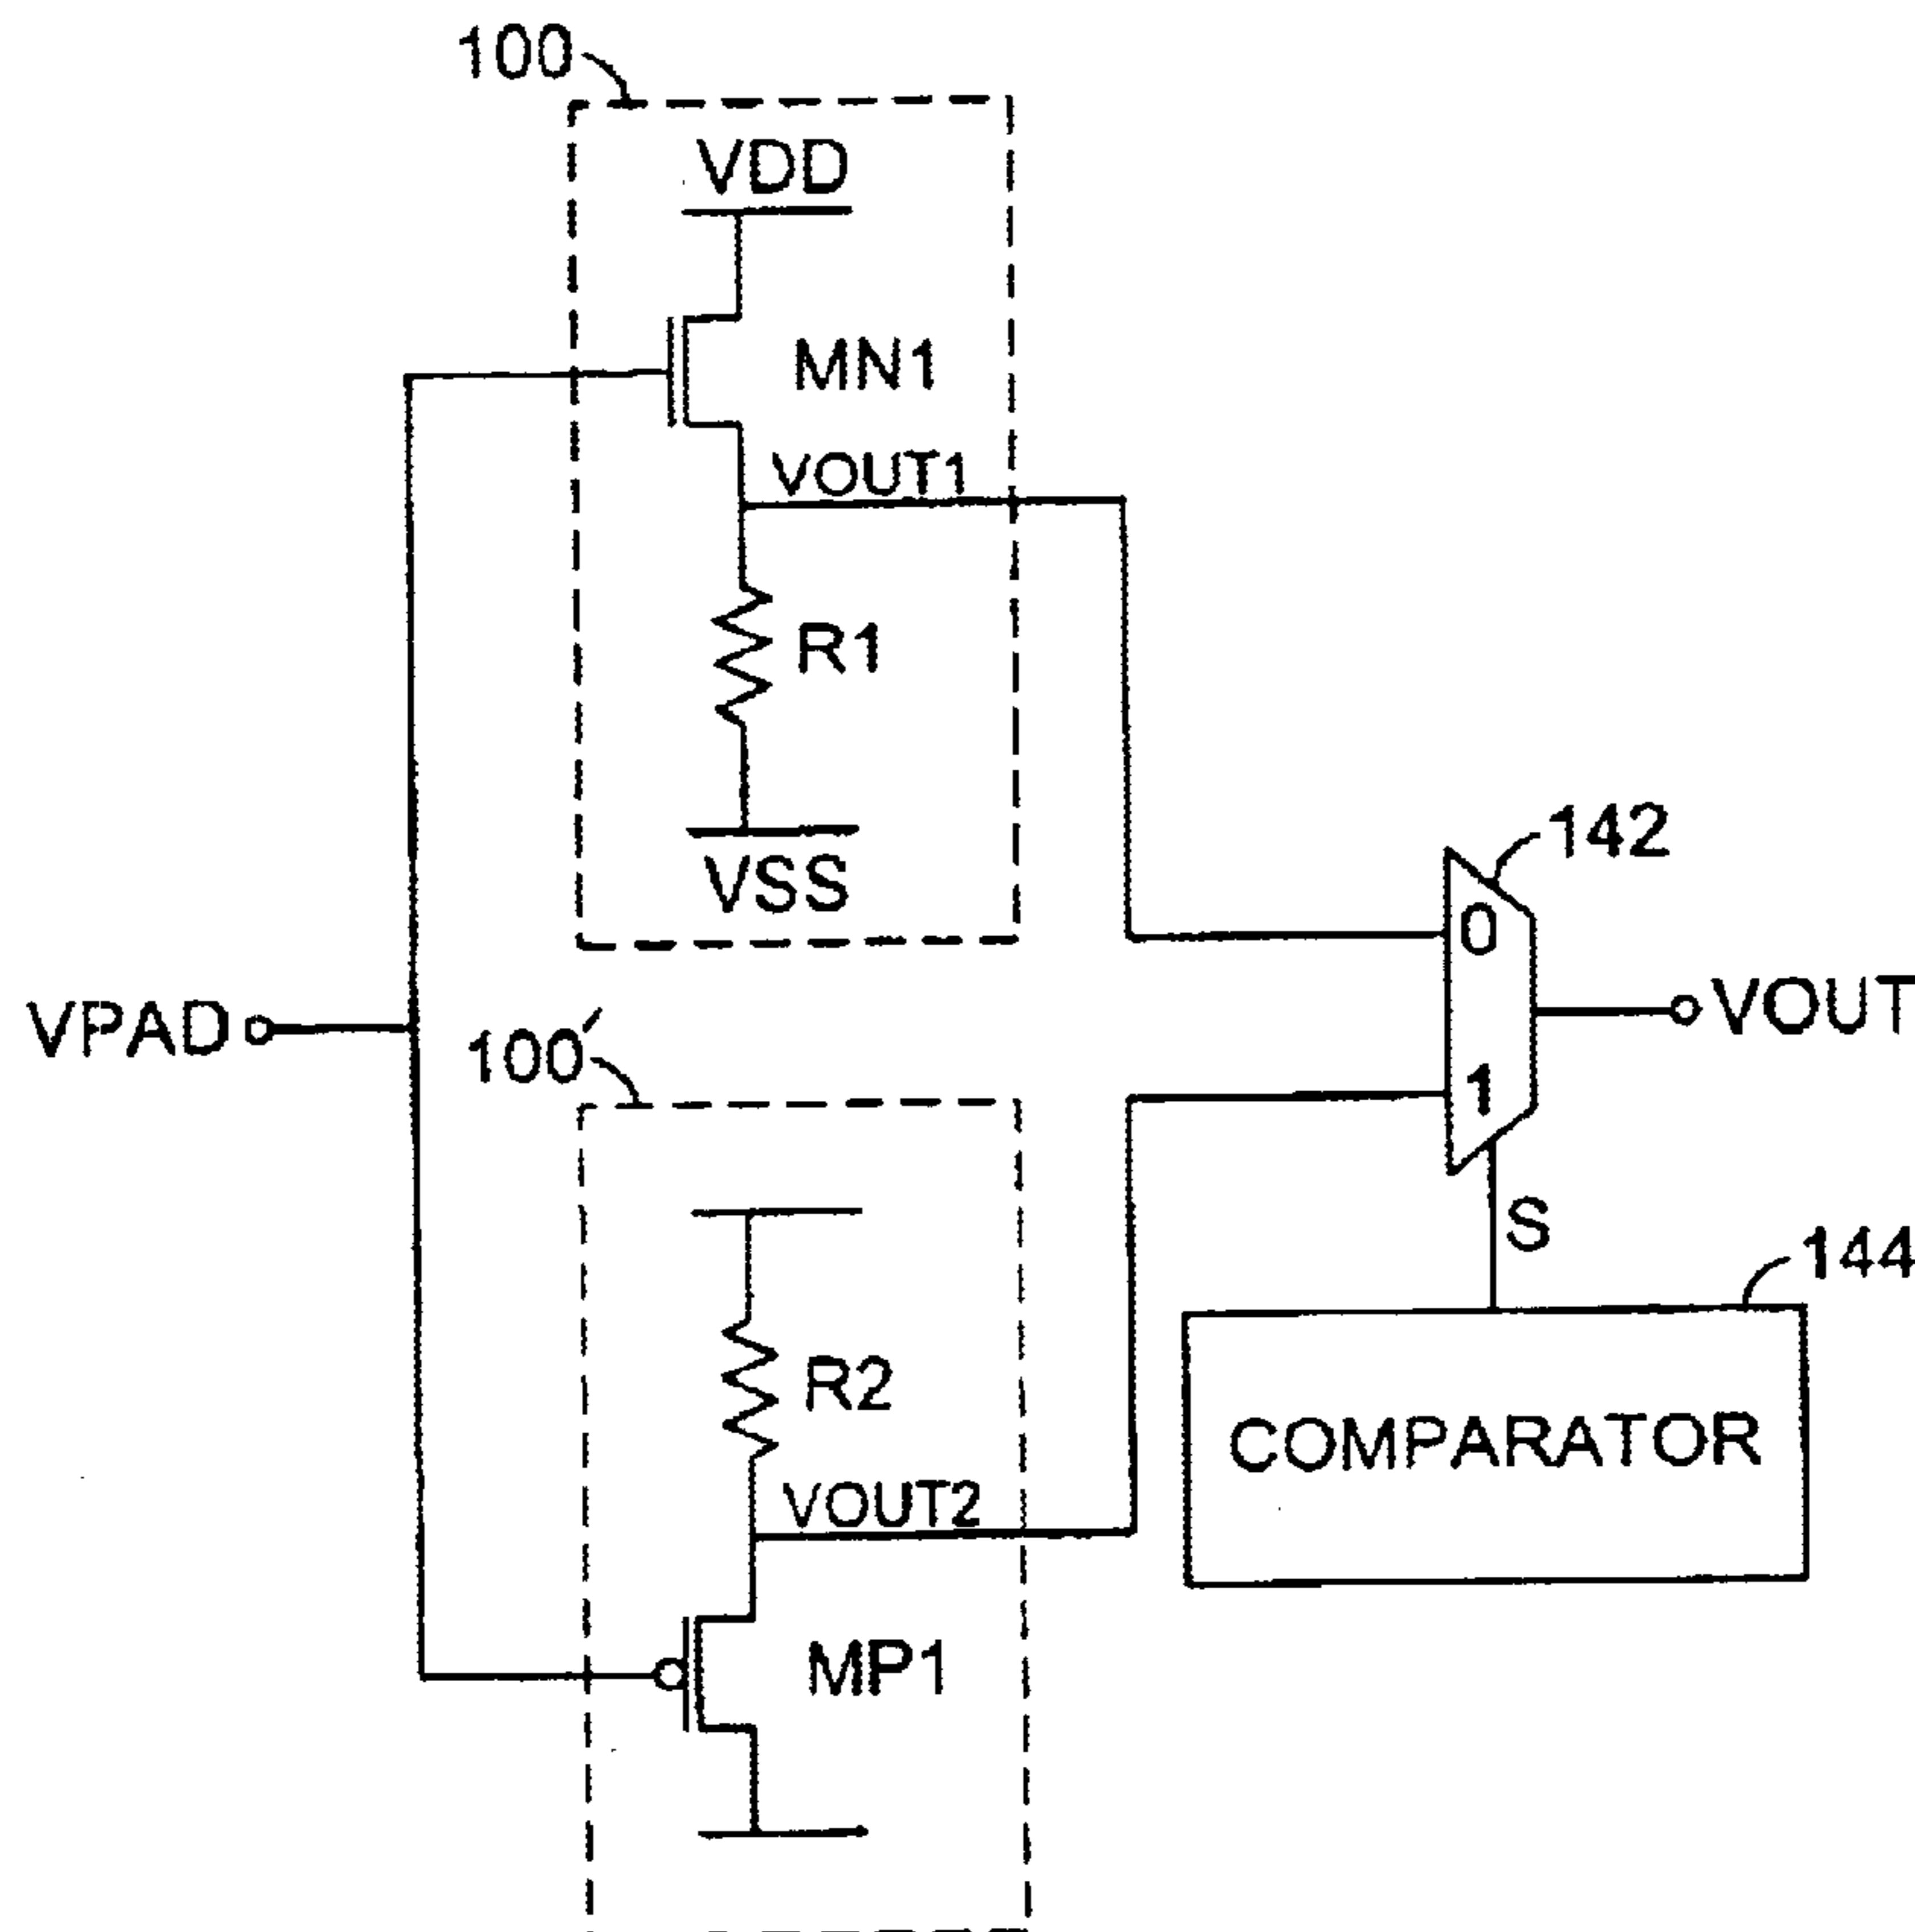 100
VDD
MN1
VOUT1
R1
VSS
142
0
VPAD
VOUT
100′
1
S
144
R2
COMPARATOR
VOUT2
MP1